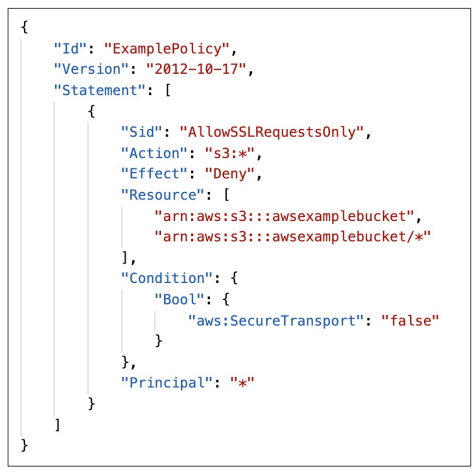 {
    "Id": "ExamplePolicy",
    "Version": "2012-10-17",
    "Statement": [
        {
            "Sid": "AllowSSLRequestsOnly",
            "Action": "s3:*",
            "Effect": "Deny",
            "Resource": [
                "arn:aws:s3:::awsexamplebucket",
                "arn:aws:s3:::awsexamplebucket/*"
            ],
            "Condition": {
                "Bool": {
                    "aws:SecureTransport": "false"
                }
            },
            "Principal": "*"
        }
    ]
}